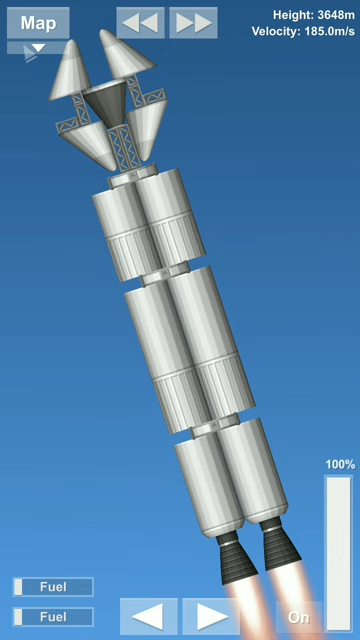 Map
Height: 3648m
Velocity: 185.0m/s
100%
Fuel
Fuel
On